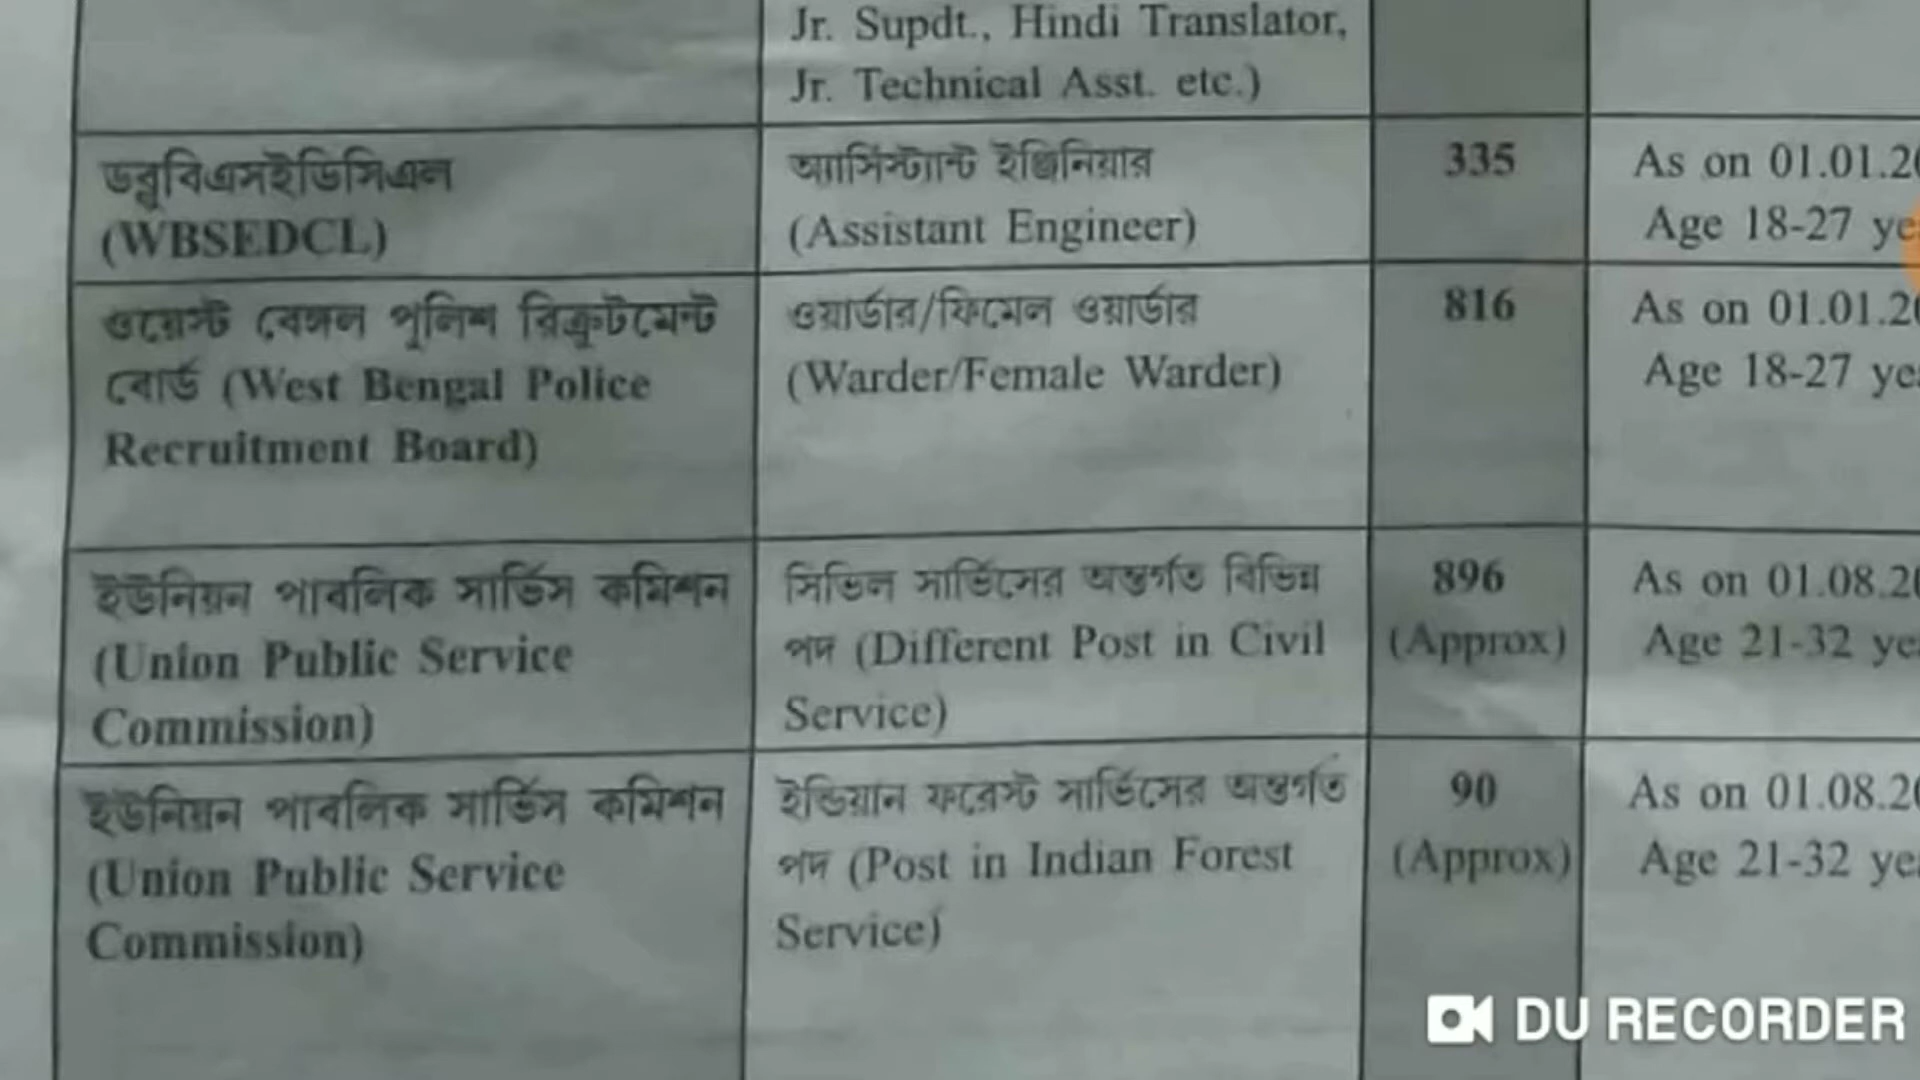 Jr. Supdt., Hindi Translator,
Jr. Technical Asst. etc.)
ডব্লুবিএসইডিসিএল
(WBSEDCL)
অ্যাসিস্ট্যান্ট ইঞ্জিনিয়ার
(Assistant Engineer)
335
As on 01.01.20
Age 18-27 ye
ওয়েস্ট বেঙ্গল পুলিশ রিক্রুটমেন্ট
বোর্ড (West Bengal Police
Recruitment Board)
ওয়ার্ডার/ফিমেল ওয়ার্ডার
(Warder/Female Warder)
816
As on 01.01.20
Age 18-27 ye
ইউনিয়ন পাবলিক সার্ভিস কমিশন
(Union Public Service
Commission)
সিভিল সার্ভিসের অন্তর্গত বিভিন্ন
পদ (Different Post in Civil
Service)
896
(Approx)
As on 01.08.20
Age 21-32 ye
ইউনিয়ন পাবলিক সার্ভিস কমিশন
(Union Public Service
Commission)
ইন্ডিয়ান ফরেস্ট সার্ভিসের অন্তর্গত
পদ (Post in Indian Forest
Service)
90
(Approx)
As on 01.08.20
Age 21-32 ye
DU RECORDER